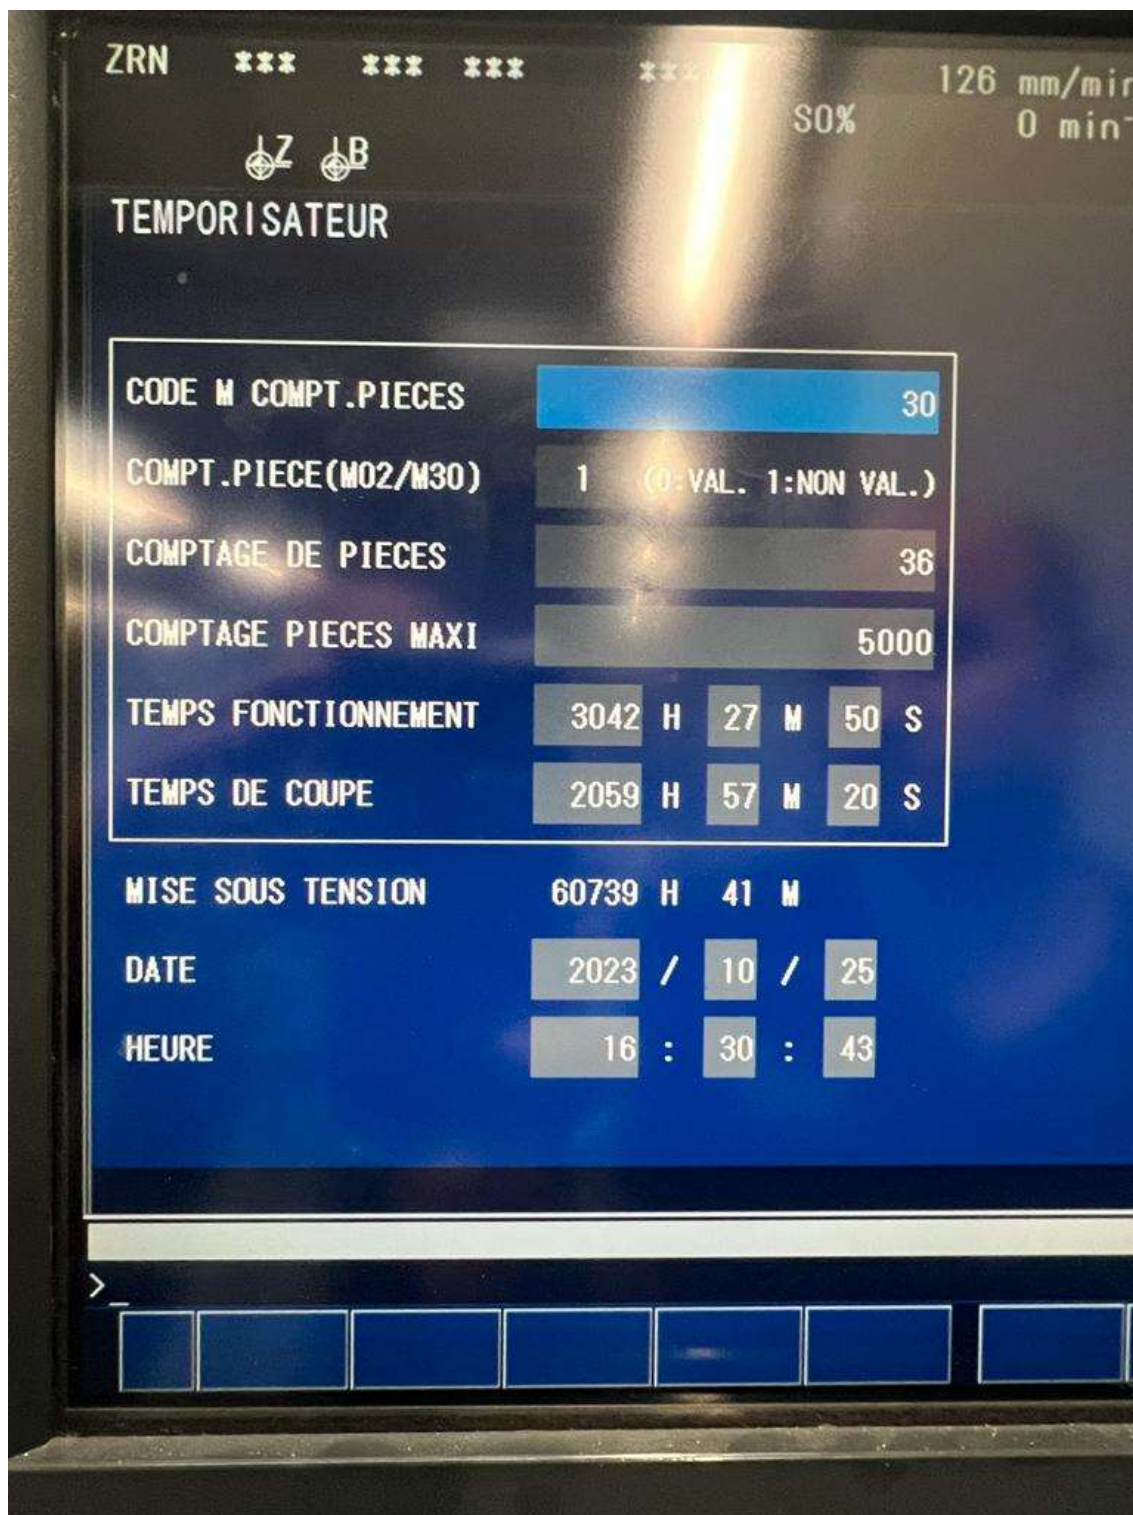 ZRN *** *** *** ***
126 mm/min
S0% 0 min
Z B
TEMPORISATEUR
CODE M COMPT.PIECES 30
COMPT.PIECE(M02/M30) 1 (0:VAL. 1:NON VAL.)
COMPTAGE DE PIECES 36
COMPTAGE PIECES MAXI 5000
TEMPS FONCTIONNEMENT 3042 H 27 M 50 S
TEMPS DE COUPE 2059 H 57 M 20 S
MISE SOUS TENSION 60739 H 41 M
DATE 2023 / 10 / 25
HEURE 16 : 30 : 43
>_